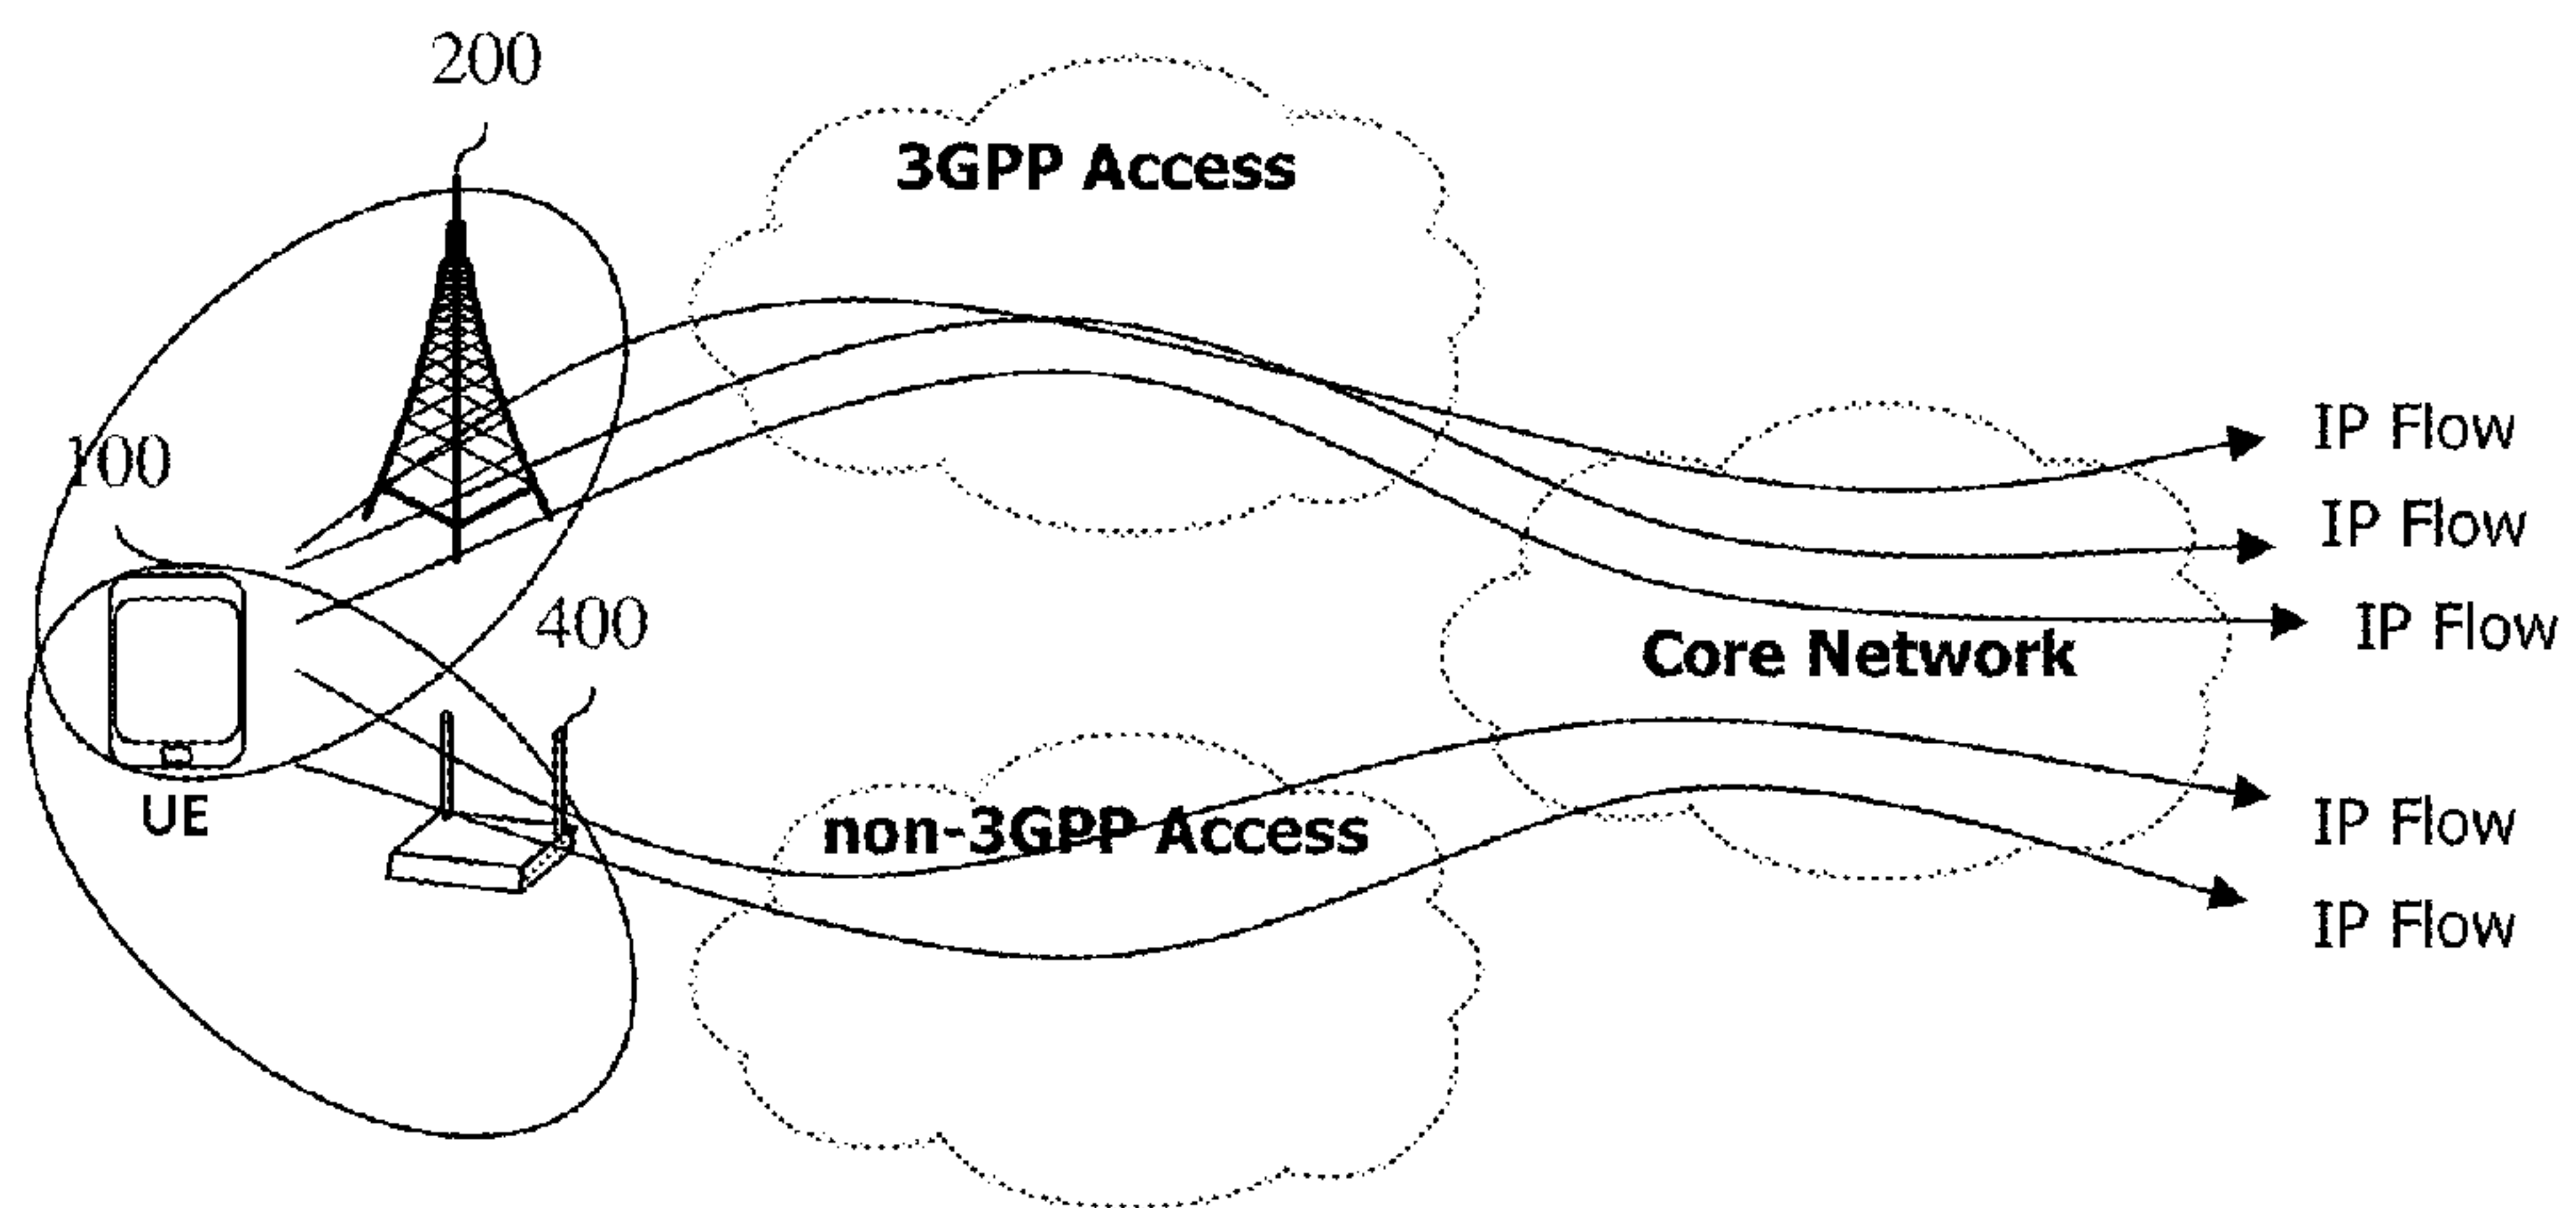 200
3GPP Access
100
IP Flow
IP Flow
400
IP Flow
Core Network
UE
non-3GPP Access
IP Flow
IP Flow